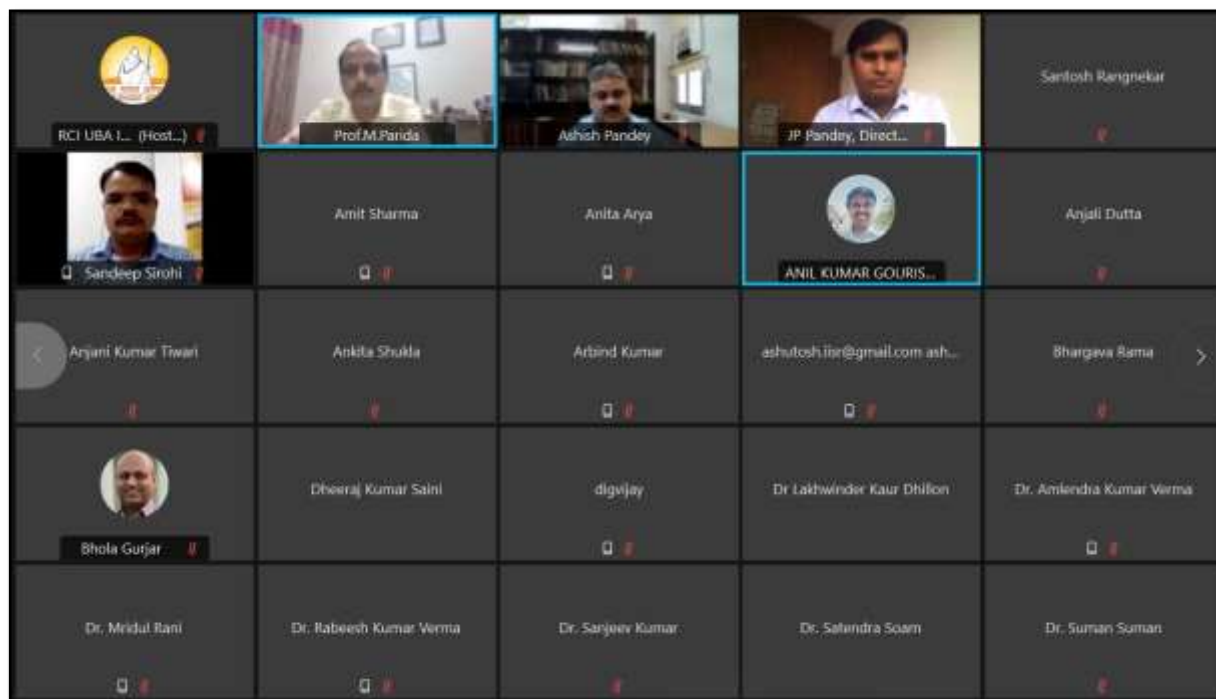 RCI UBA I... (Host...)
Prof.M.Parida
Ashish Pandey
JP Pandey, Direct...
Santosh Rangnekar
Sandeep Sirohi
Amit Sharma
Anita Arya
ANIL KUMAR GOURIS...
Anjali Dutta
Anjani Kumar Tiwari
Ankita Shukla
Arbind Kumar
ashutosh.iisr@gmail.com ash...
Bhargava Rama
Bhola Gurjar
Dheeraj Kumar Saini
digvijay
Dr Lakhwinder Kaur Dhillon
Dr. Amlendra Kumar Verma
Dr. Mridul Rani
Dr. Rabeesh Kumar Verma
Dr. Sanjeev Kumar
Dr. Satendra Soam
Dr. Suman Suman